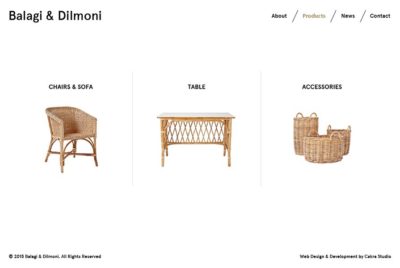 Balagi & Dilmoni
About / Products / News / Contact
CHAIRS & SOFA
TABLE
ACCESSORIES
© 2015 Balagi & Dilmoni. All Rights Reserved
Web Design & Development by Cakra Studio